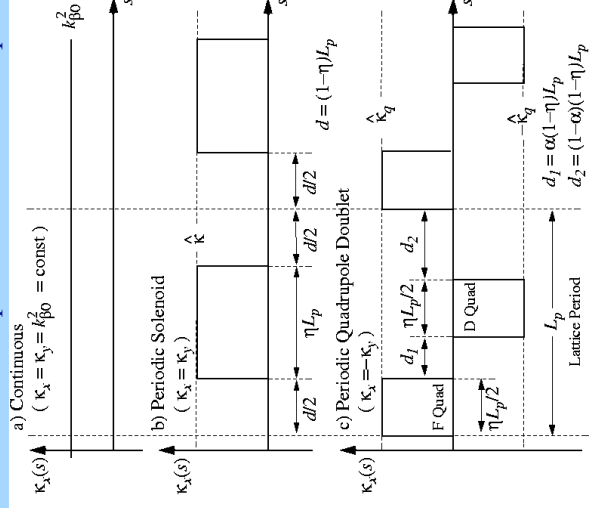 a) Continuous
( κx = κy = k²β0 = const )
κx(s)
k²β0
s
b) Periodic Solenoid
( κx = κy )
κx(s)
κ̂
d = (1−η)Lp
d/2
ηLp
d/2
d/2
s
c) Periodic Quadrupole Doublet
( κx =−κy )
κx(s)
κ̂q
F Quad
D Quad
s
d1
ηLp/2
d2
ηLp/2
−κ̂q
Lp
Lattice Period
d1 = α(1−η)Lp
d2 = (1−α)(1−η)Lp